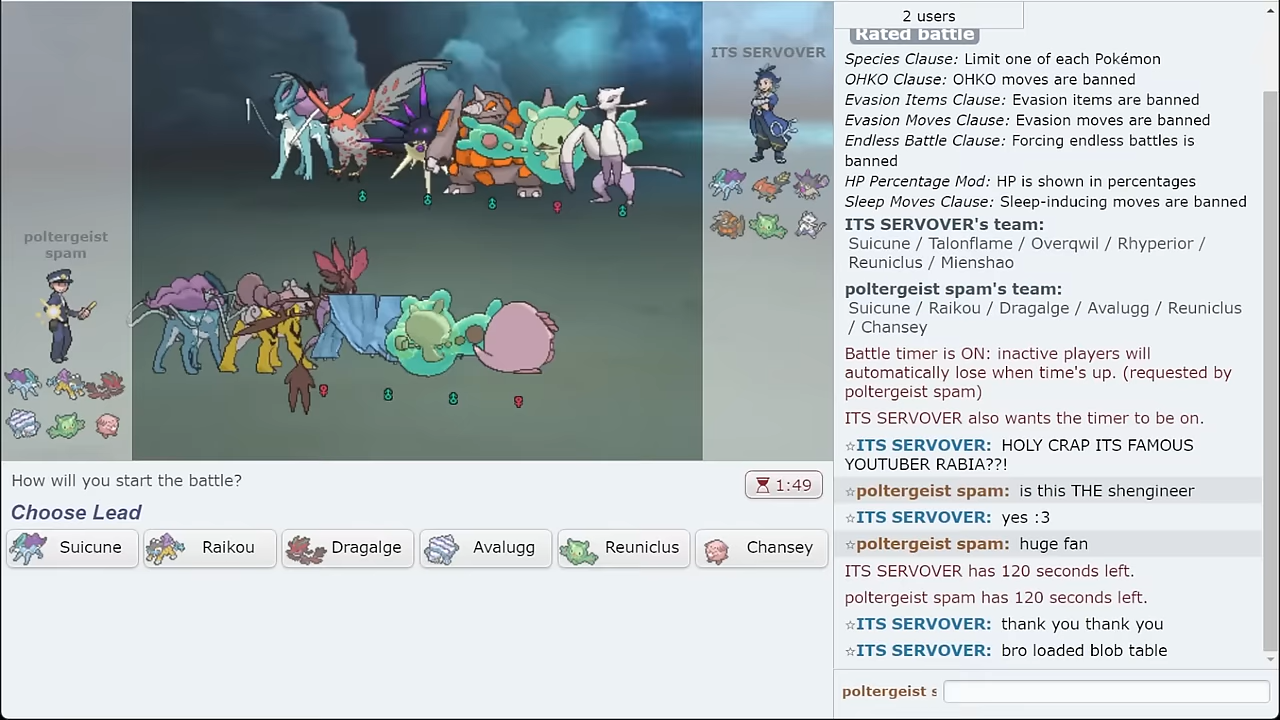 ITS SERVOVER
poltergeist
spam
How will you start the battle?
1:49
Choose Lead
Suicune
Raikou
Dragalge
Avalugg
Reuniclus
Chansey
2 users
Rated battle
Species Clause: Limit one of each Pokémon
OHKO Clause: OHKO moves are banned
Evasion Items Clause: Evasion items are banned
Evasion Moves Clause: Evasion moves are banned
Endless Battle Clause: Forcing endless battles is
banned
HP Percentage Mod: HP is shown in percentages
Sleep Moves Clause: Sleep-inducing moves are banned
ITS SERVOVER's team:
Suicune / Talonflame / Overqwil / Rhyperior /
Reuniclus / Mienshao
poltergeist spam's team:
Suicune / Raikou / Dragalge / Avalugg / Reuniclus
/ Chansey
Battle timer is ON: inactive players will
automatically lose when time's up. (requested by
poltergeist spam)
ITS SERVOVER also wants the timer to be on.
☆ITS SERVOVER: HOLY CRAP ITS FAMOUS
YOUTUBER RABIA??!
☆poltergeist spam: is this THE shengineer
☆ITS SERVOVER: yes :3
☆poltergeist spam: huge fan
ITS SERVOVER has 120 seconds left.
poltergeist spam has 120 seconds left.
☆ITS SERVOVER: thank you thank you
☆ITS SERVOVER: bro loaded blob table
poltergeist s